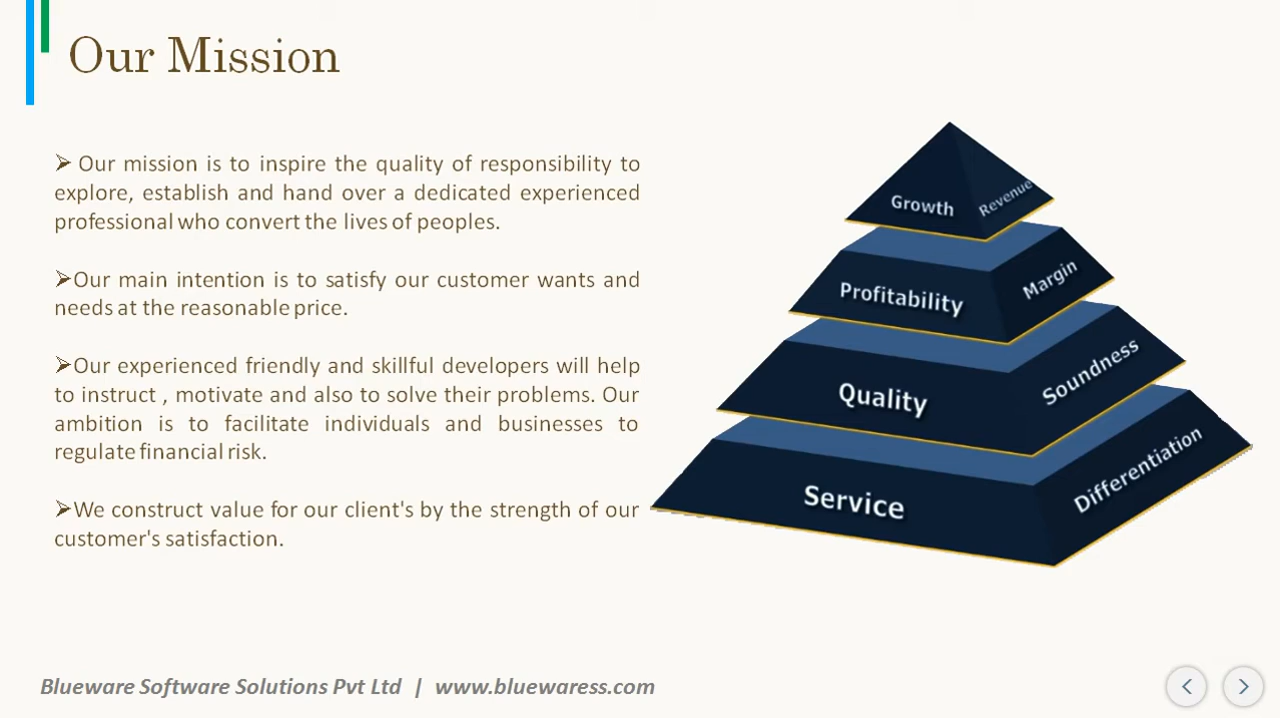 Our Mission
➢ Our mission is to inspire the quality of responsibility to
explore, establish and hand over a dedicated experienced
professional who convert the lives of peoples.
➢Our main intention is to satisfy our customer wants and
needs at the reasonable price.
➢Our experienced friendly and skillful developers will help
to instruct , motivate and also to solve their problems. Our
ambition is to facilitate individuals and businesses to
regulate financial risk.
➢We construct value for our client's by the strength of our
customer's satisfaction.
Growth
Revenue
Profitability
Margin
Quality
Soundness
Service
Differentiation
Blueware Software Solutions Pvt Ltd | www.bluewaress.com